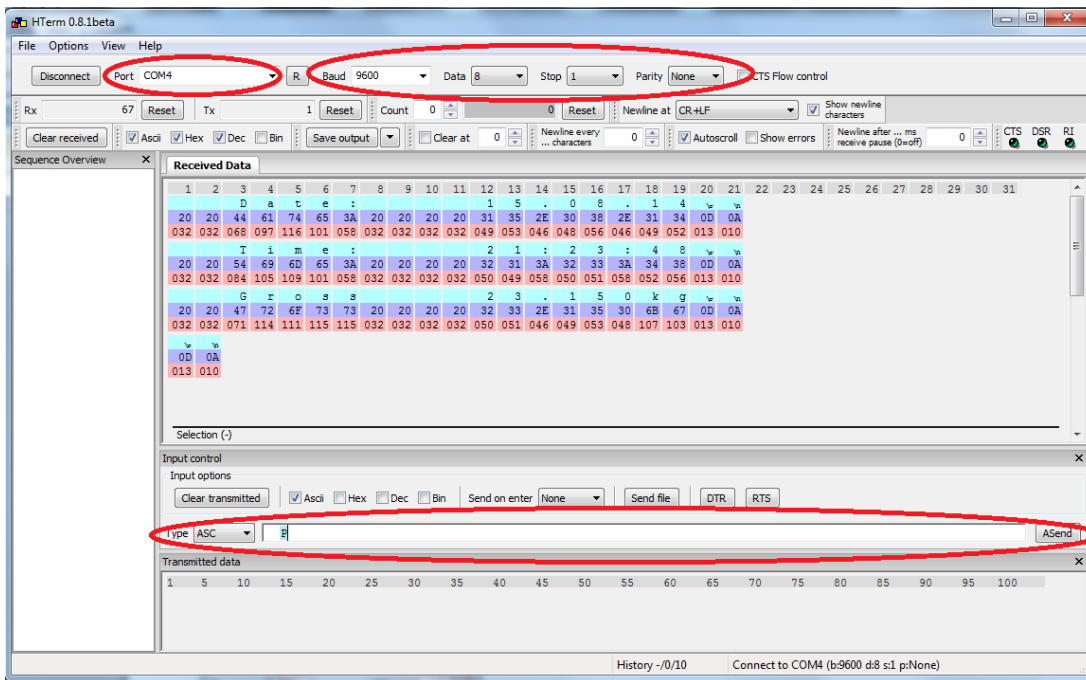 HTerm 0.8.1beta
File Options View Help
Disconnect Port COM4 R Baud 9600 Data 8 Stop 1 Parity None CTS Flow control
Rx 67 Reset Tx 1 Reset Count 0 0 Reset Newline at CR+LF Show newline characters
Clear received Ascii Hex Dec Bin Save output Clear at 0 Newline every ... characters 0 Autoscroll Show errors Newline after ... ms receive pause (0=off) 0 CTS DSR RI
Sequence Overview × Received Data
1 2 3 4 5 6 7 8 9 10 11 12 13 14 15 16 17 18 19 20 21 22 23 24 25 26 27 28 29 30 31
D a t e : 1 5 . 0 8 . 1 4 \r \n
20 20 44 61 74 65 3A 20 20 20 20 31 35 2E 30 38 2E 31 34 0D 0A
032 032 068 097 116 101 058 032 032 032 032 049 053 046 048 056 046 049 052 013 010
T i m e : 2 1 : 2 3 : 4 8 \r \n
20 20 54 69 6D 65 3A 20 20 20 20 32 31 3A 32 33 3A 34 38 0D 0A
032 032 084 105 109 101 058 032 032 032 032 050 049 058 050 051 058 052 056 013 010
G r o s s 2 3 . 1 5 0 k g \r \n
20 20 47 72 6F 73 73 20 20 20 20 32 33 2E 31 35 30 6B 67 0D 0A
032 032 071 114 111 115 115 032 032 032 032 050 051 046 049 053 048 107 103 013 010
\r \n
0D 0A
013 010
Selection (-)
Input control ×
Input options
Clear transmitted Ascii Hex Dec Bin Send on enter None Send file DTR RTS
Type ASC P ASend
Transmitted data ×
1 5 10 15 20 25 30 35 40 45 50 55 60 65 70 75 80 85 90 95 100
History -/0/10 Connect to COM4 (b:9600 d:8 s:1 p:None)